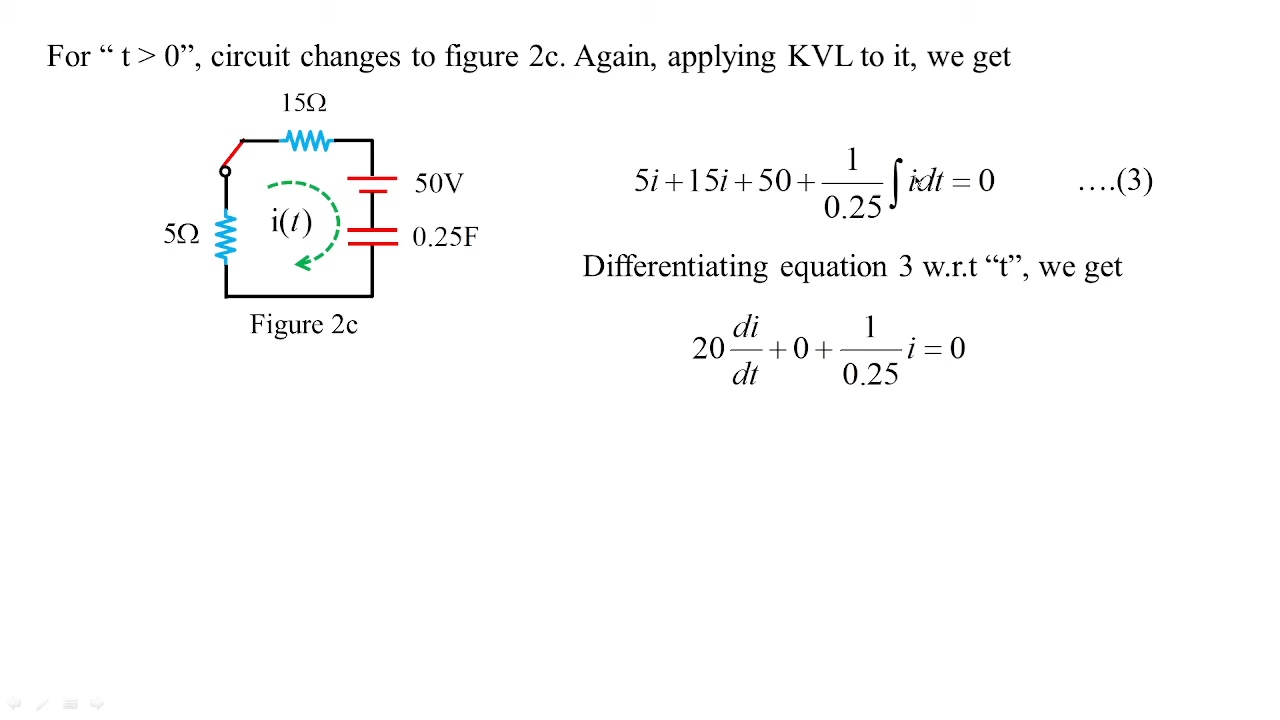 For “ t > 0”, circuit changes to figure 2c. Again, applying KVL to it, we get
15Ω
50V
0.25F
5Ω
i(t)
Figure 2c
5i + 15i + 50 + 1/0.25 ∫ idt = 0 ....(3)
Differentiating equation 3 w.r.t “t”, we get
20 di/dt + 0 + 1/0.25 i = 0